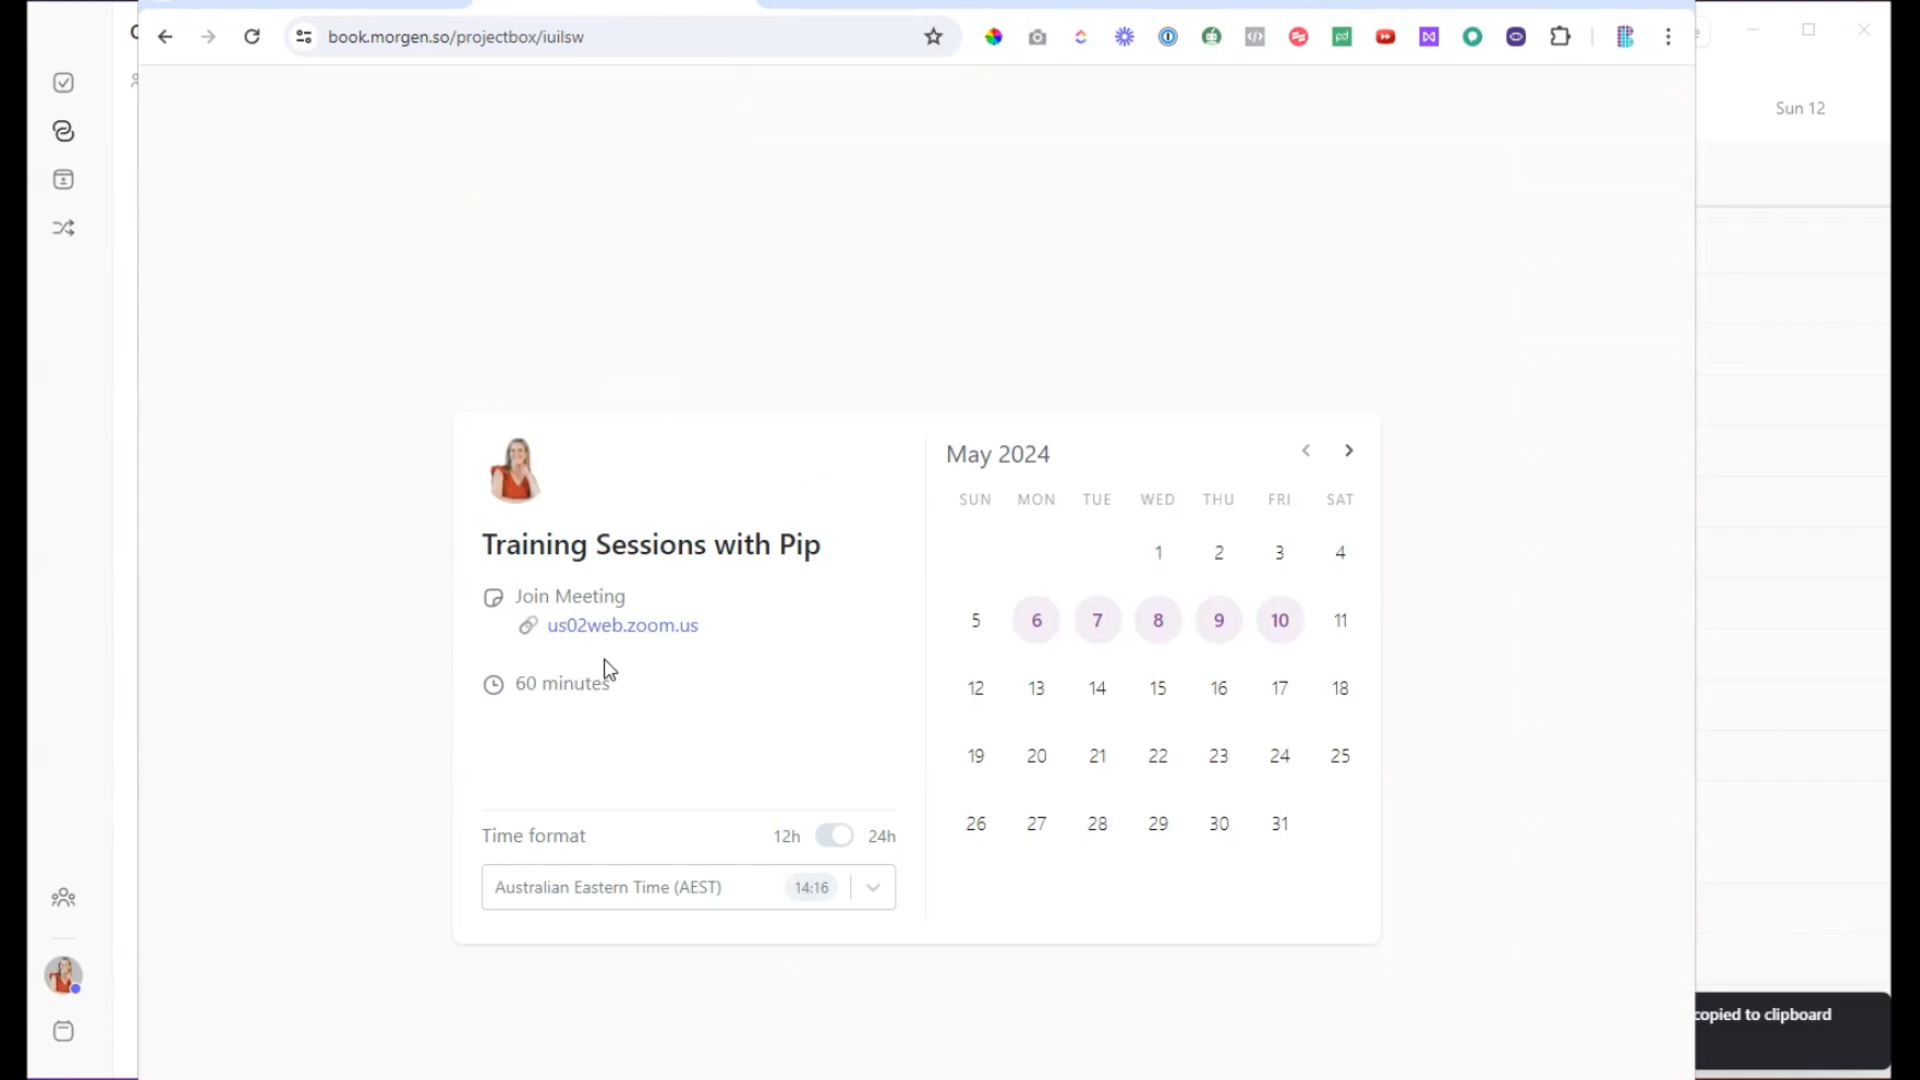 book.morgen.so/projectbox/iuilsw
Sun 12
Training Sessions with Pip
Join Meeting
us02web.zoom.us
60 minutes
Time format
12h
24h
Australian Eastern Time (AEST)
14:16
May 2024
SUN MON TUE WED THU FRI SAT
1 2 3 4
5 6 7 8 9 10 11
12 13 14 15 16 17 18
19 20 21 22 23 24 25
26 27 28 29 30 31
copied to clipboard